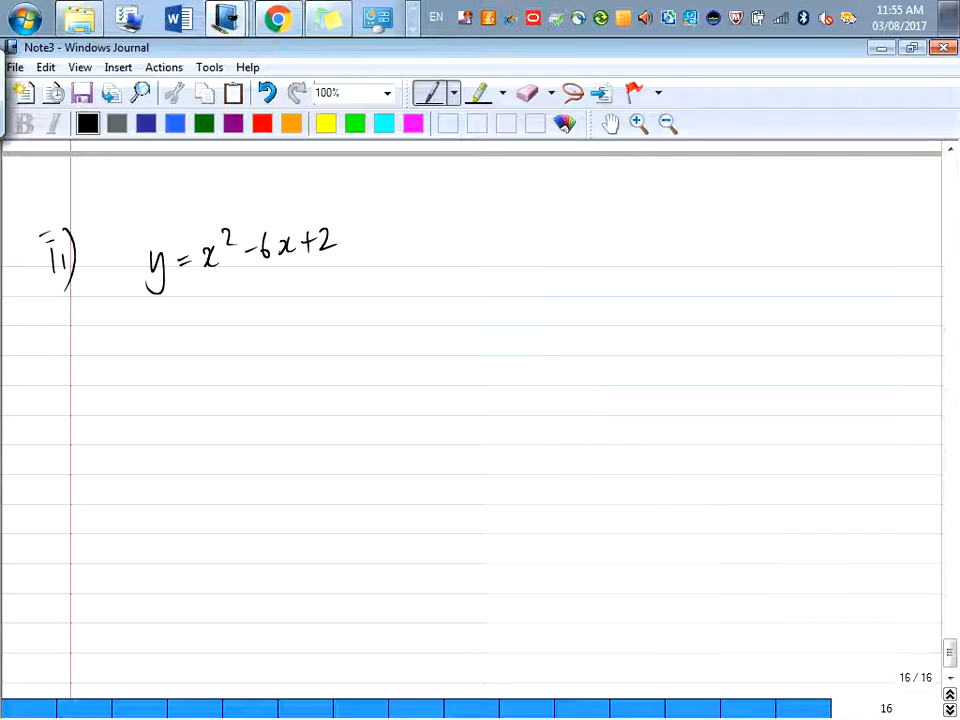 EN
11:55 AM
03/08/2017
Note3 - Windows Journal
File Edit View Insert Actions Tools Help
100%
B I
ii) y = x² - 6x + 2
16 / 16
16